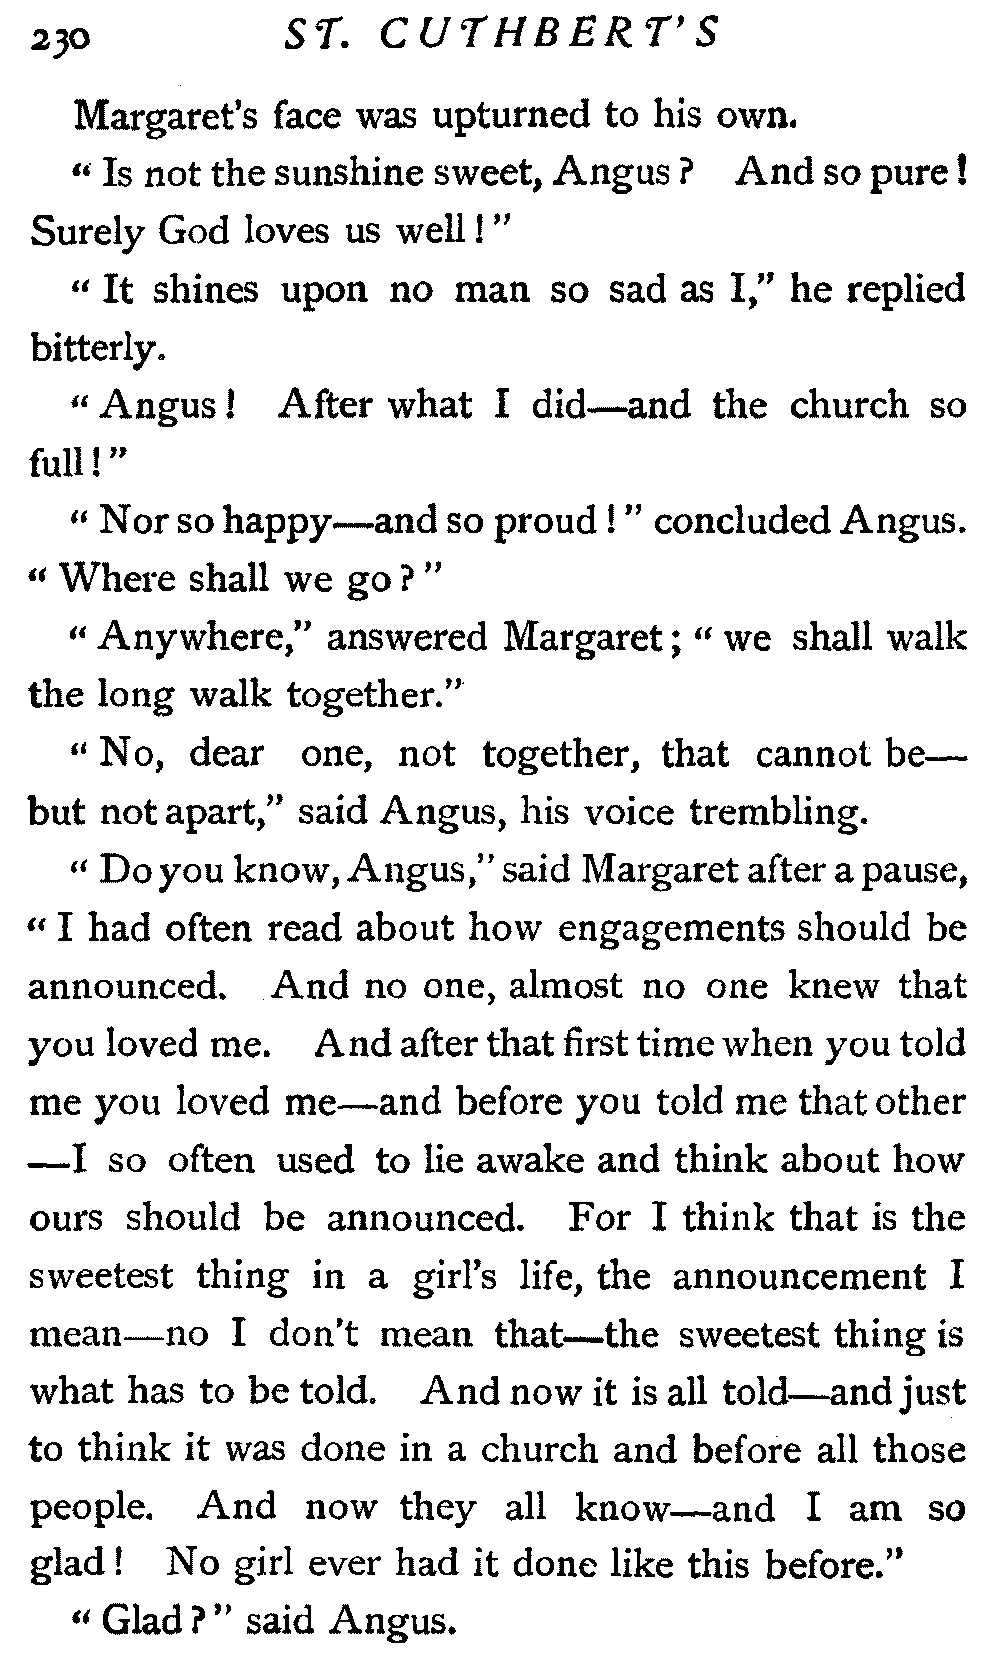 230 ST. CUTHBERT'S
Margaret's face was upturned to his own.
“ Is not the sunshine sweet, Angus ? And so pure !
Surely God loves us well ! ”
“ It shines upon no man so sad as I,” he replied
bitterly.
“ Angus ! After what I did—and the church so
full ! ”
“ Nor so happy—and so proud ! ” concluded Angus.
“ Where shall we go ? ”
“ Anywhere,” answered Margaret ; “ we shall walk
the long walk together.”
“ No, dear one, not together, that cannot be—
but not apart,” said Angus, his voice trembling.
“ Do you know, Angus,” said Margaret after a pause,
“ I had often read about how engagements should be
announced. And no one, almost no one knew that
you loved me. And after that first time when you told
me you loved me—and before you told me that other
—I so often used to lie awake and think about how
ours should be announced. For I think that is the
sweetest thing in a girl's life, the announcement I
mean—no I don't mean that—the sweetest thing is
what has to be told. And now it is all told—and just
to think it was done in a church and before all those
people. And now they all know—and I am so
glad ! No girl ever had it done like this before.”
“ Glad ? ” said Angus.